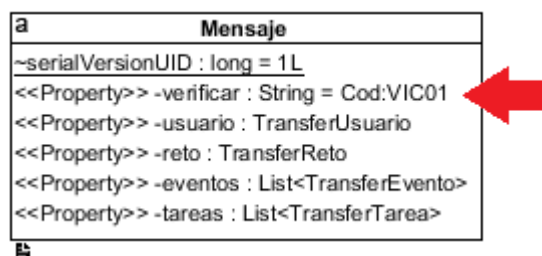 a
Mensaje
~serialVersionUID : long = 1L
<<Property>> -verificar : String = Cod:VIC01
<<Property>> -usuario : TransferUsuario
<<Property>> -reto : TransferReto
<<Property>> -eventos : List<TransferEvento>
<<Property>> -tareas : List<TransferTarea>